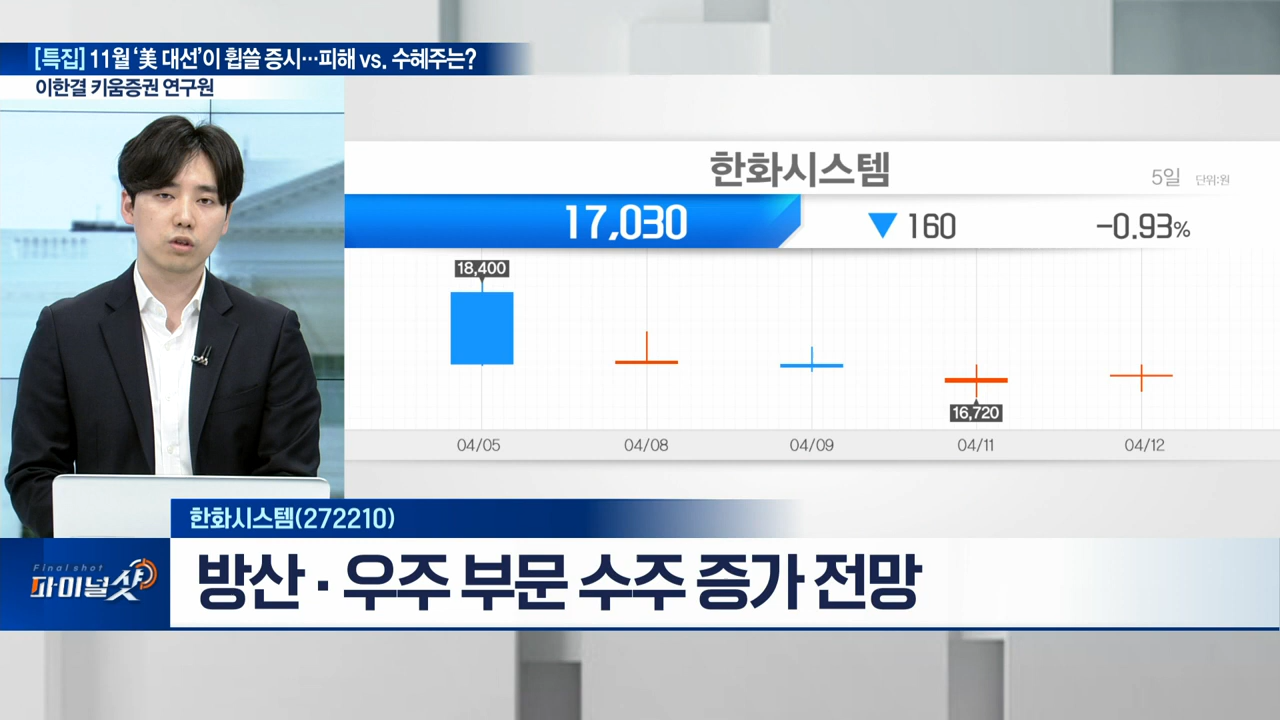 [특집] 11월 '美 대선'이 휩쓸 증시…피해 vs. 수혜주는?
이한결 키움증권 연구원
한화시스템
5일 단위:원
17,030 ▼ 160 -0.93%
18,400
16,720
04/05 04/08 04/09 04/11 04/12
한화시스템(272210)
Final shot
파이널샷
방산·우주 부문 수주 증가 전망